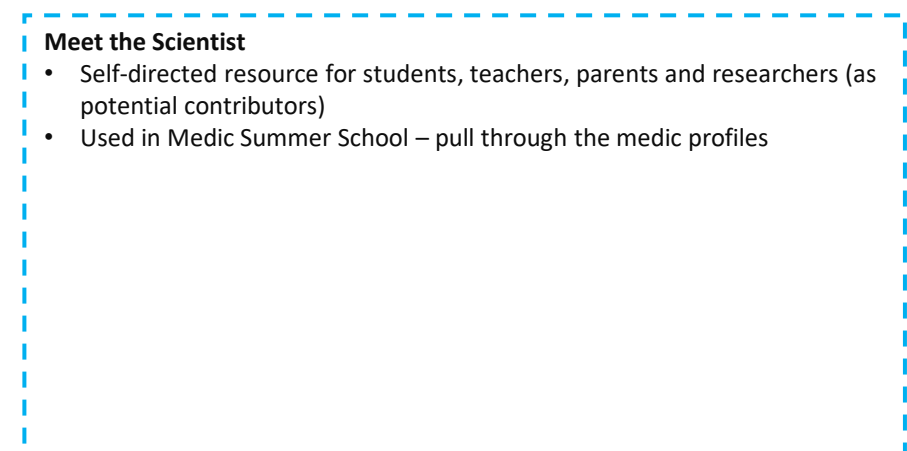 Meet the Scientist
• Self-directed resource for students, teachers, parents and researchers (as
potential contributors)
• Used in Medic Summer School – pull through the medic profiles